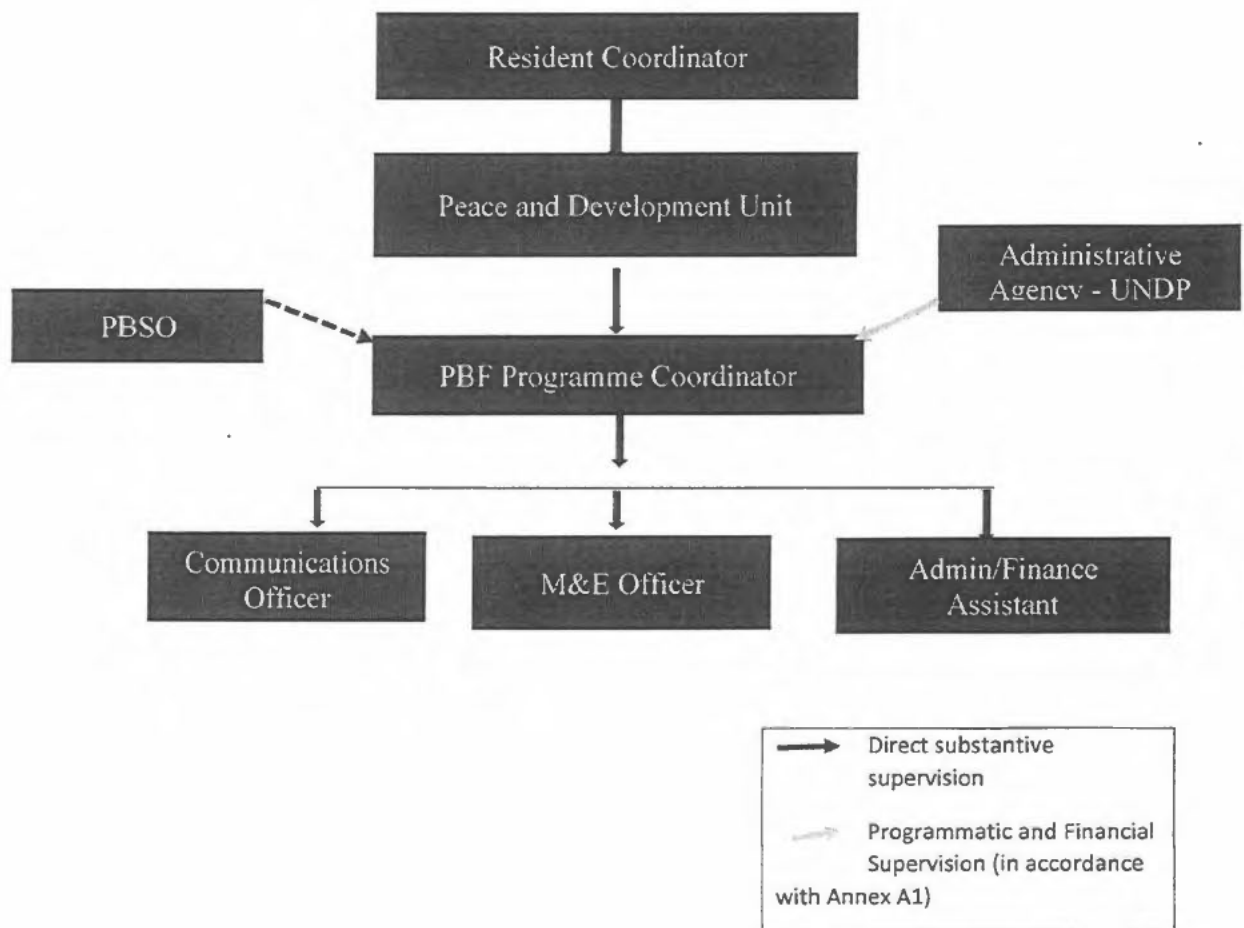 Resident Coordinator
Peace and Development Unit
Administrative
Agency - UNDP
PBSO
PBF Programme Coordinator
Communications
Officer
M&E Officer
Admin/Finance
Assistant
Direct substantive
supervision
Programmatic and Financial
Supervision (in accordance
with Annex A1)